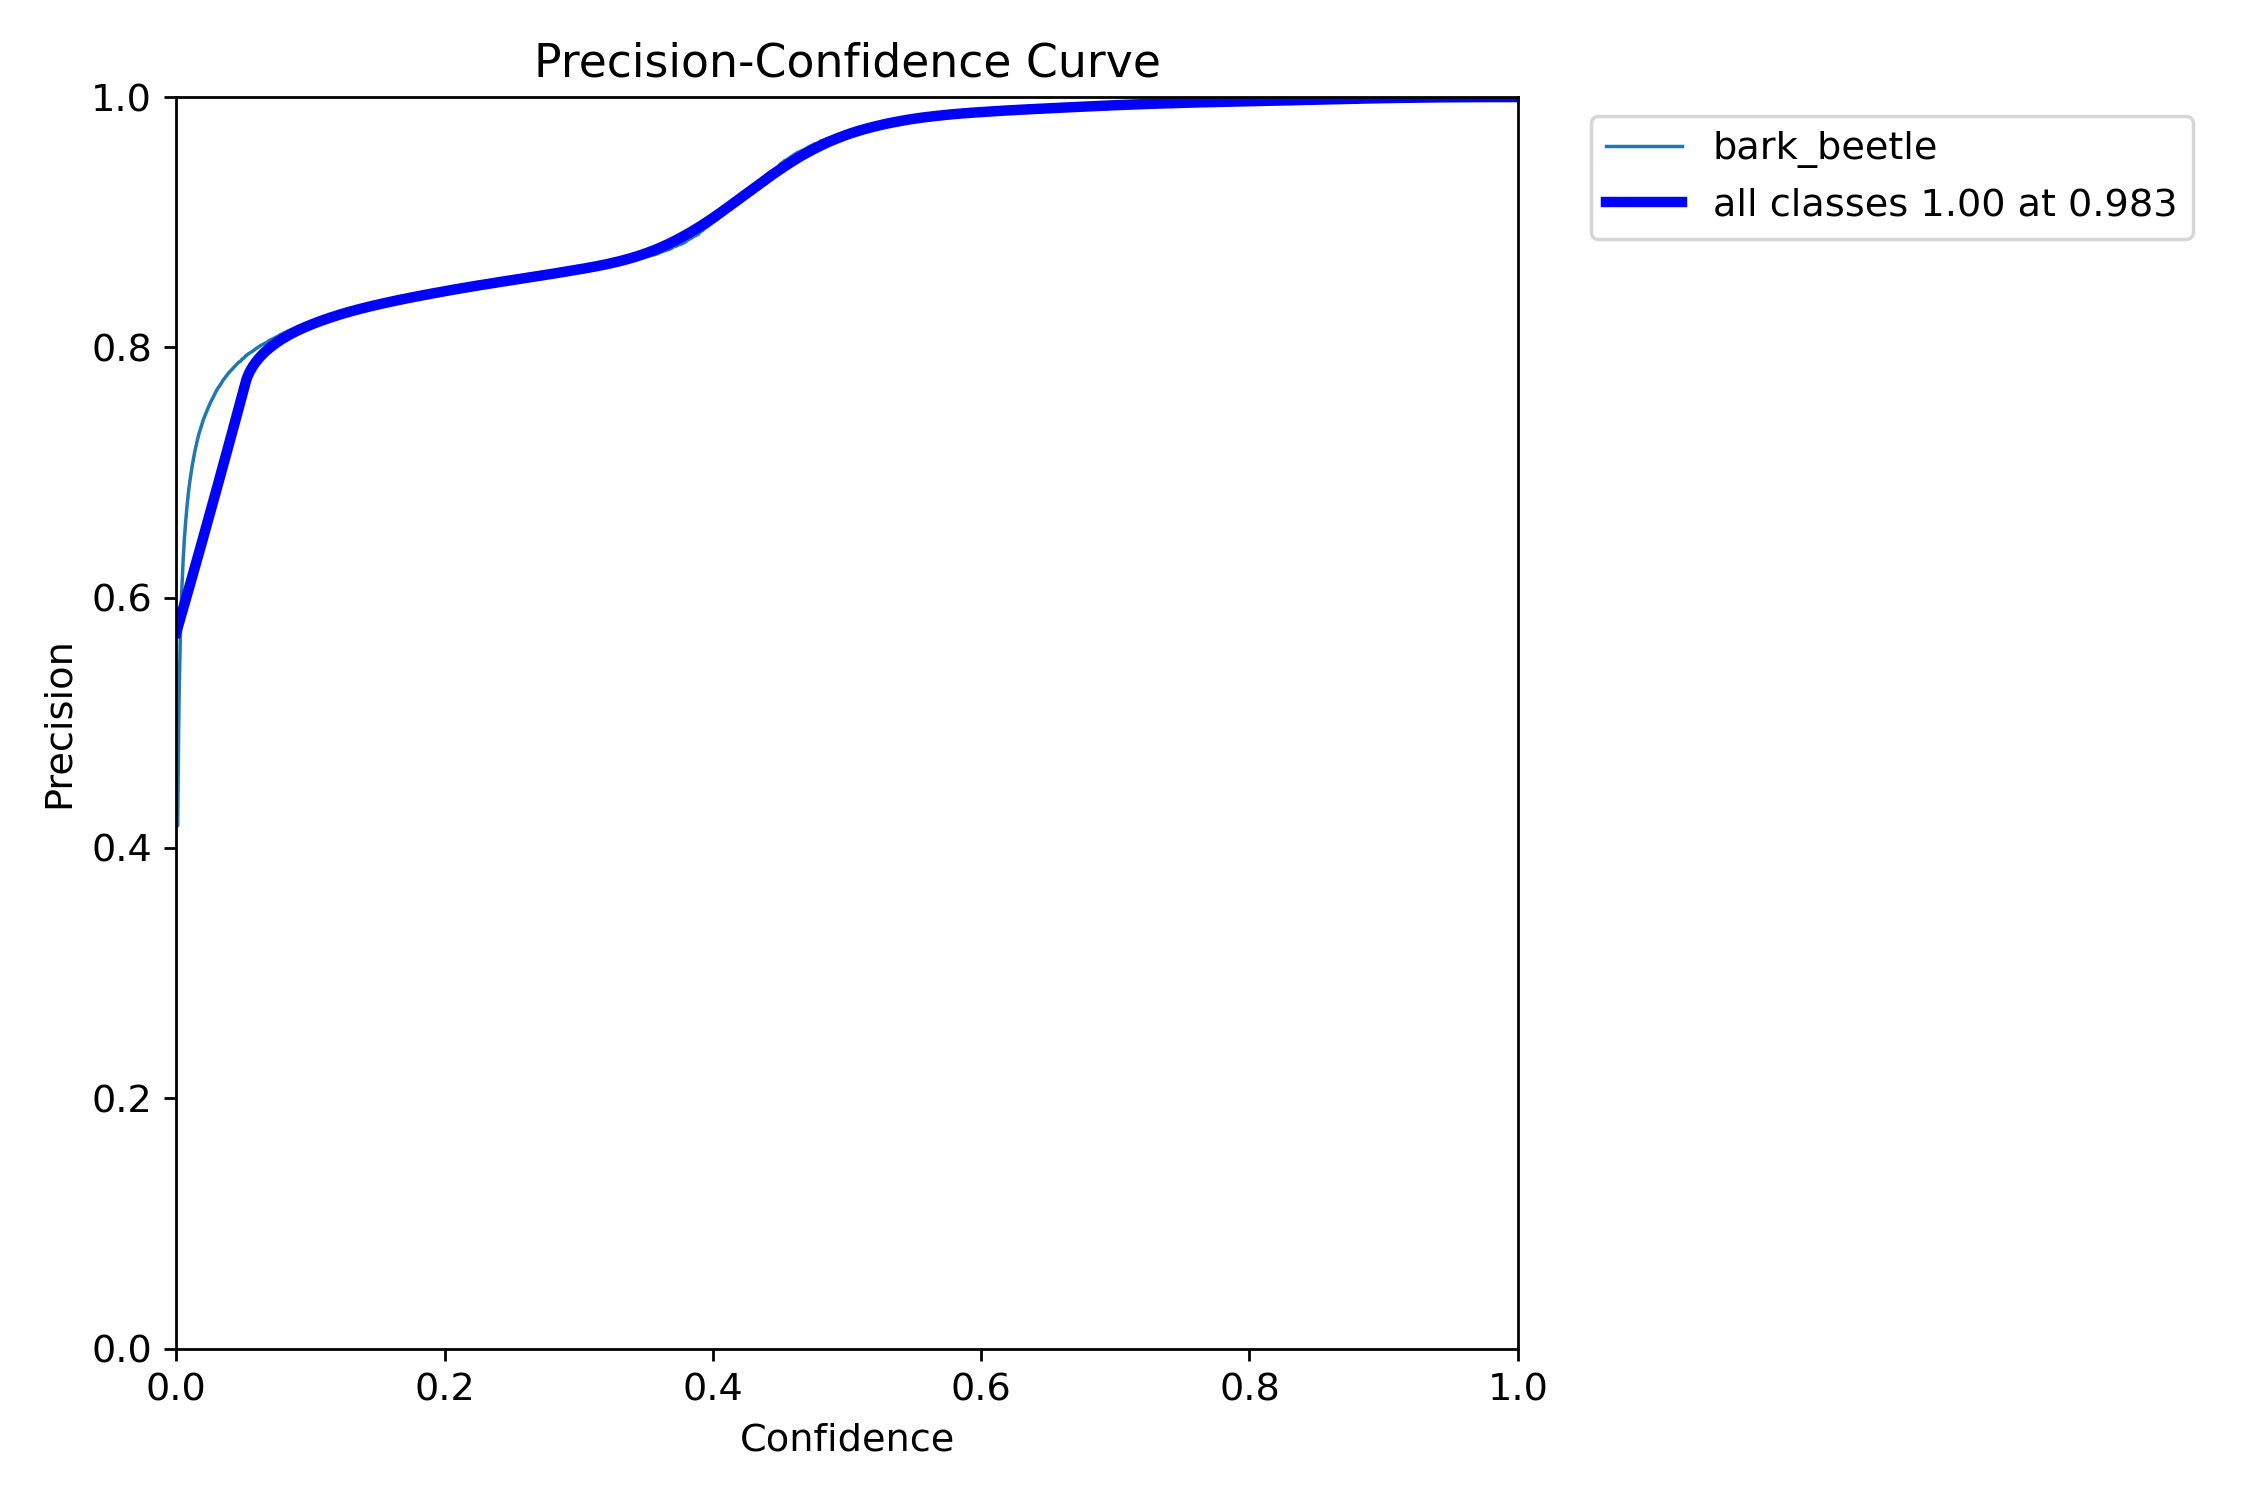 Precision-Confidence Curve
1.0
0.8
0.6
0.4
0.2
0.0
Precision
0.0 0.2 0.4 0.6 0.8 1.0
Confidence
bark_beetle
all classes 1.00 at 0.983